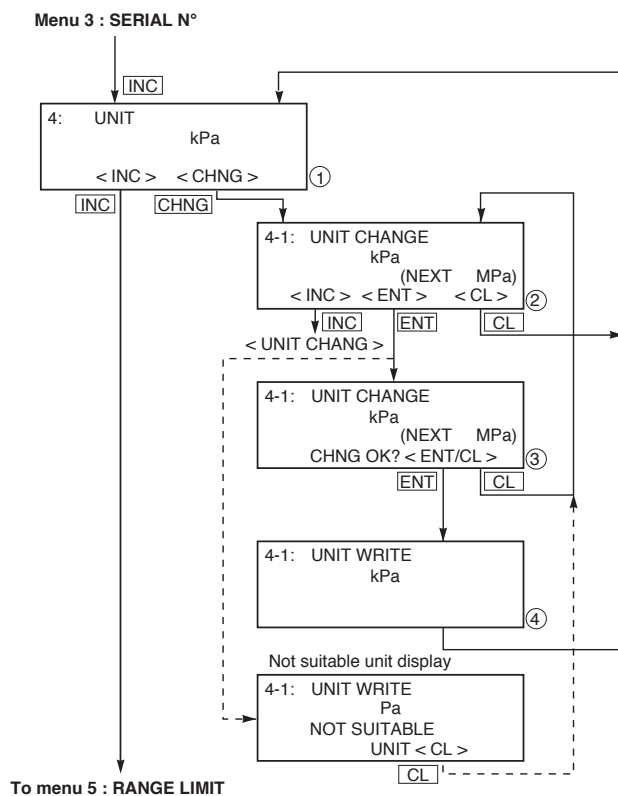 Menu 3 : SERIAL N°
INC
4: UNIT
kPa
< INC > < CHNG >
1
INC CHNG
4-1: UNIT CHANGE
kPa
(NEXT MPa)
< INC > < ENT > < CL >
2
INC ENT CL
< UNIT CHANG >
4-1: UNIT CHANGE
kPa
(NEXT MPa)
CHNG OK? < ENT/CL >
3
ENT CL
4-1: UNIT WRITE
kPa
4
Not suitable unit display
4-1: UNIT WRITE
Pa
NOT SUITABLE
UNIT < CL >
CL
To menu 5 : RANGE LIMIT